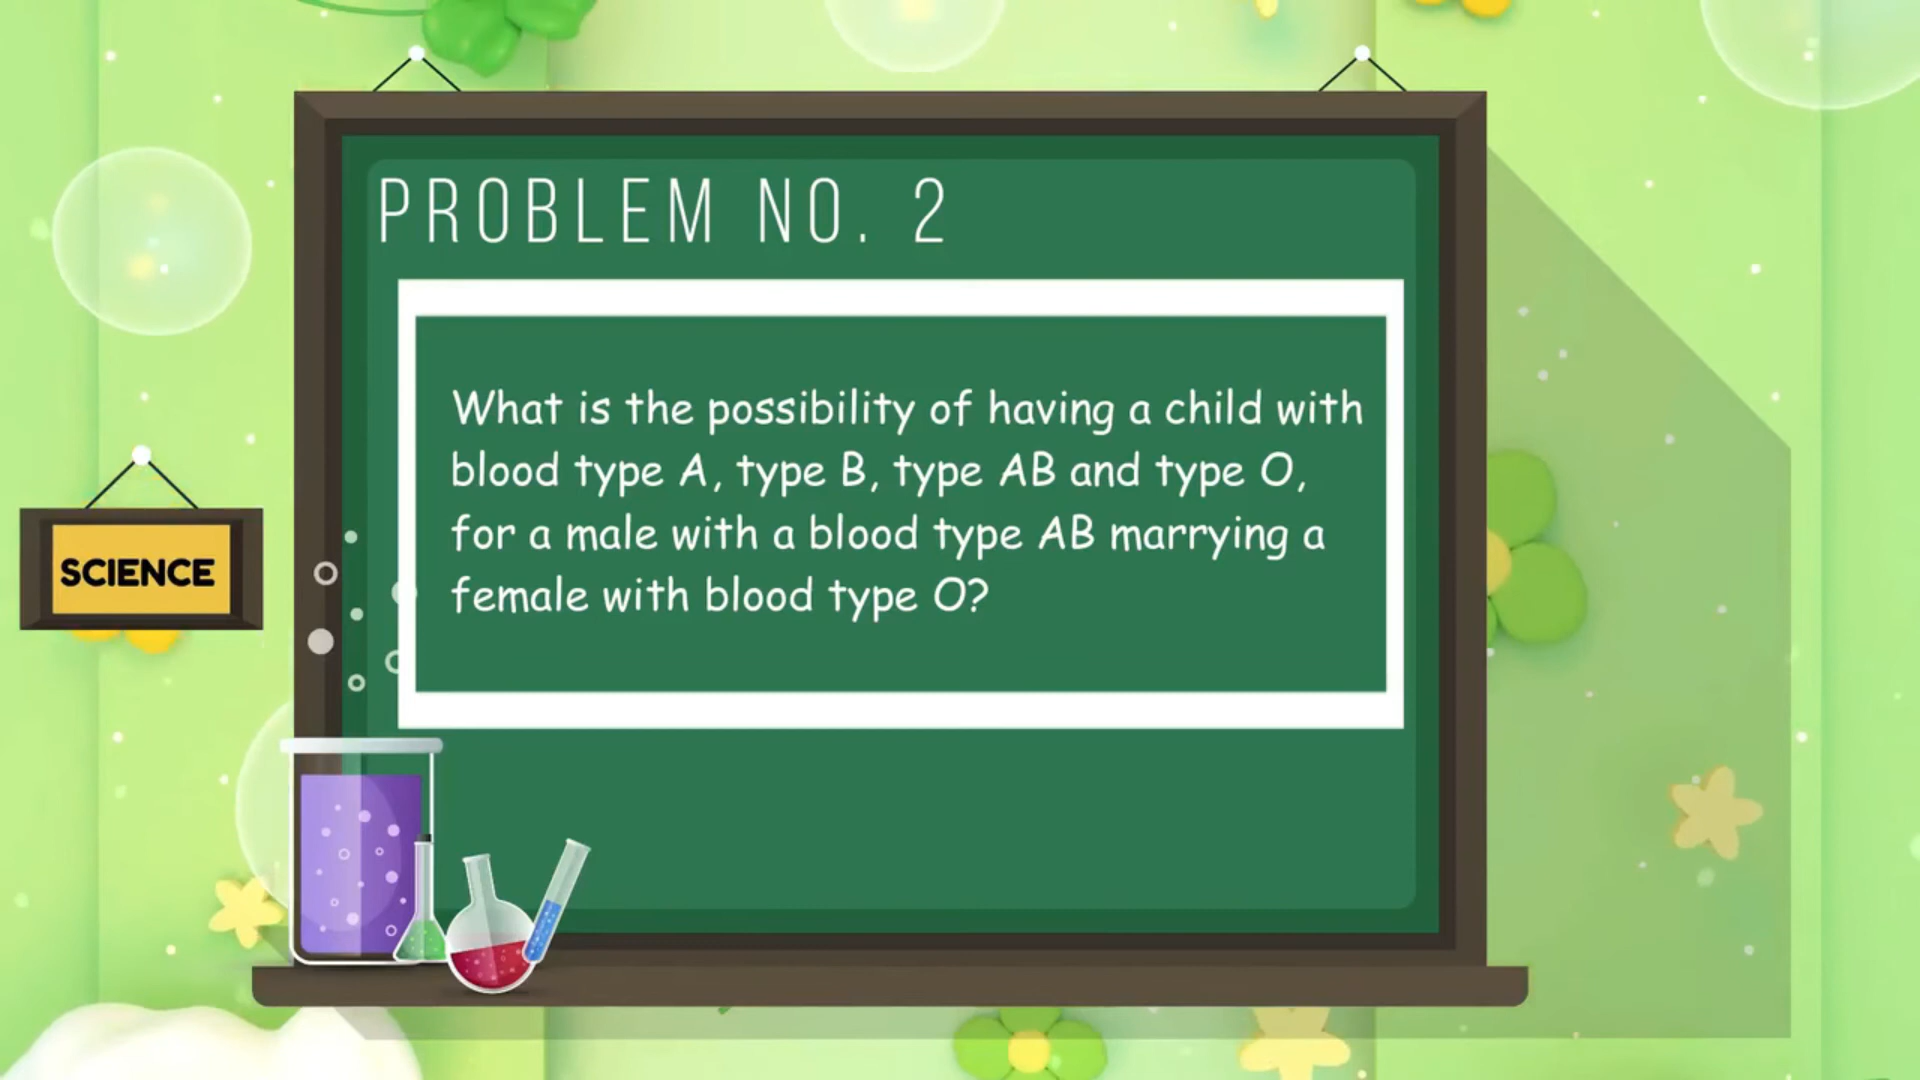 PROBLEM NO. 2
What is the possibility of having a child with
blood type A, type B, type AB and type O,
for a male with a blood type AB marrying a
female with blood type O?
SCIENCE